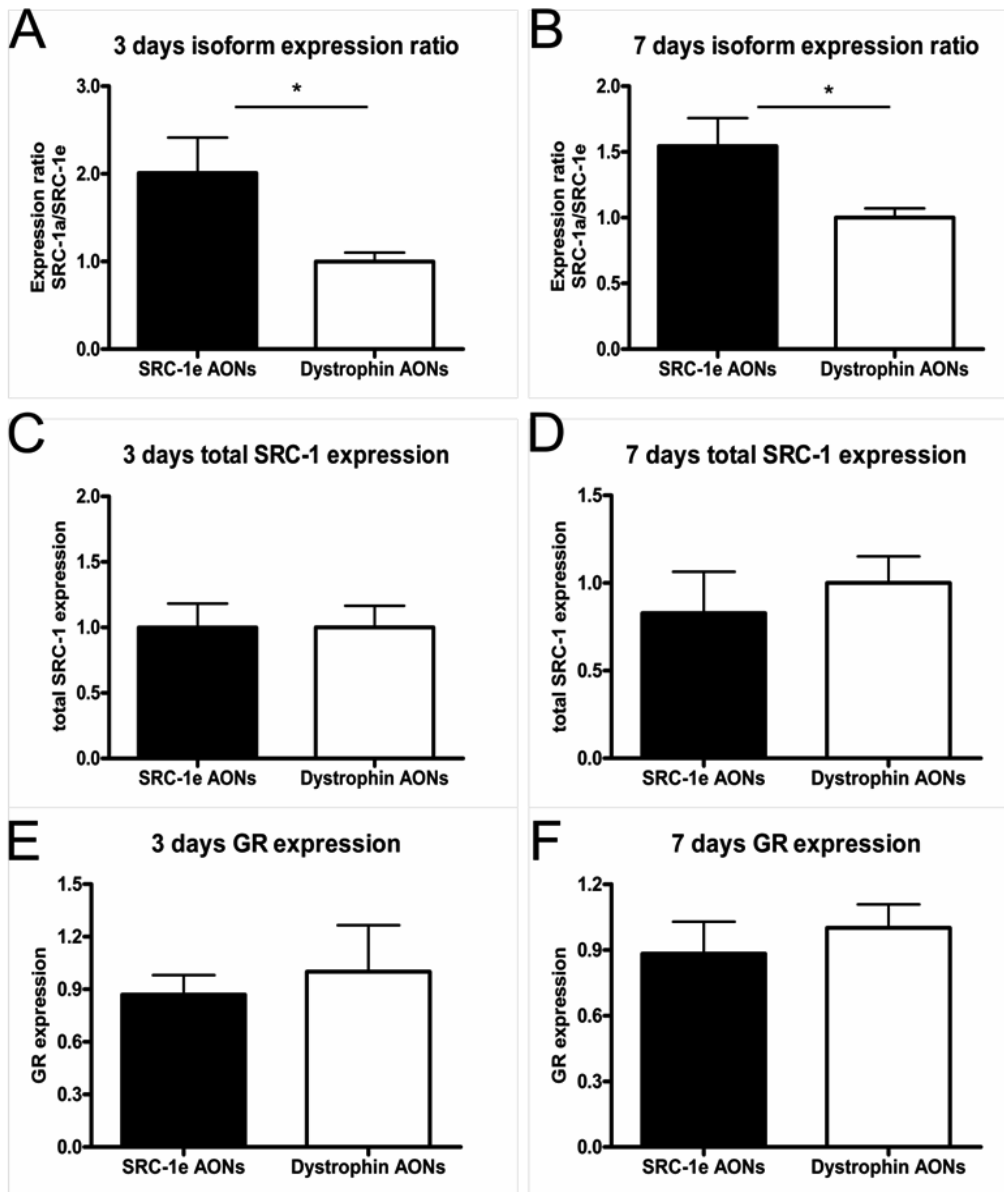 A
3 days isoform expression ratio
Expression ratio
SRC-1a/SRC-1e
3.0
2.0
1.0
0.0
*
SRC-1e AONs
Dystrophin AONs
B
7 days isoform expression ratio
Expression ratio
SRC-1a/SRC-1e
2.0
1.5
1.0
0.5
0.0
*
SRC-1e AONs
Dystrophin AONs
C
3 days total SRC-1 expression
total SRC-1 expression
2.0
1.5
1.0
0.5
0.0
SRC-1e AONs
Dystrophin AONs
D
7 days total SRC-1 expression
total SRC-1 expression
1.5
1.0
0.5
0.0
SRC-1e AONs
Dystrophin AONs
E
3 days GR expression
GR expression
1.5
1.2
0.9
0.6
0.3
0.0
SRC-1e AONs
Dystrophin AONs
F
7 days GR expression
GR expression
1.2
0.9
0.6
0.3
0.0
SRC-1e AONs
Dystrophin AONs